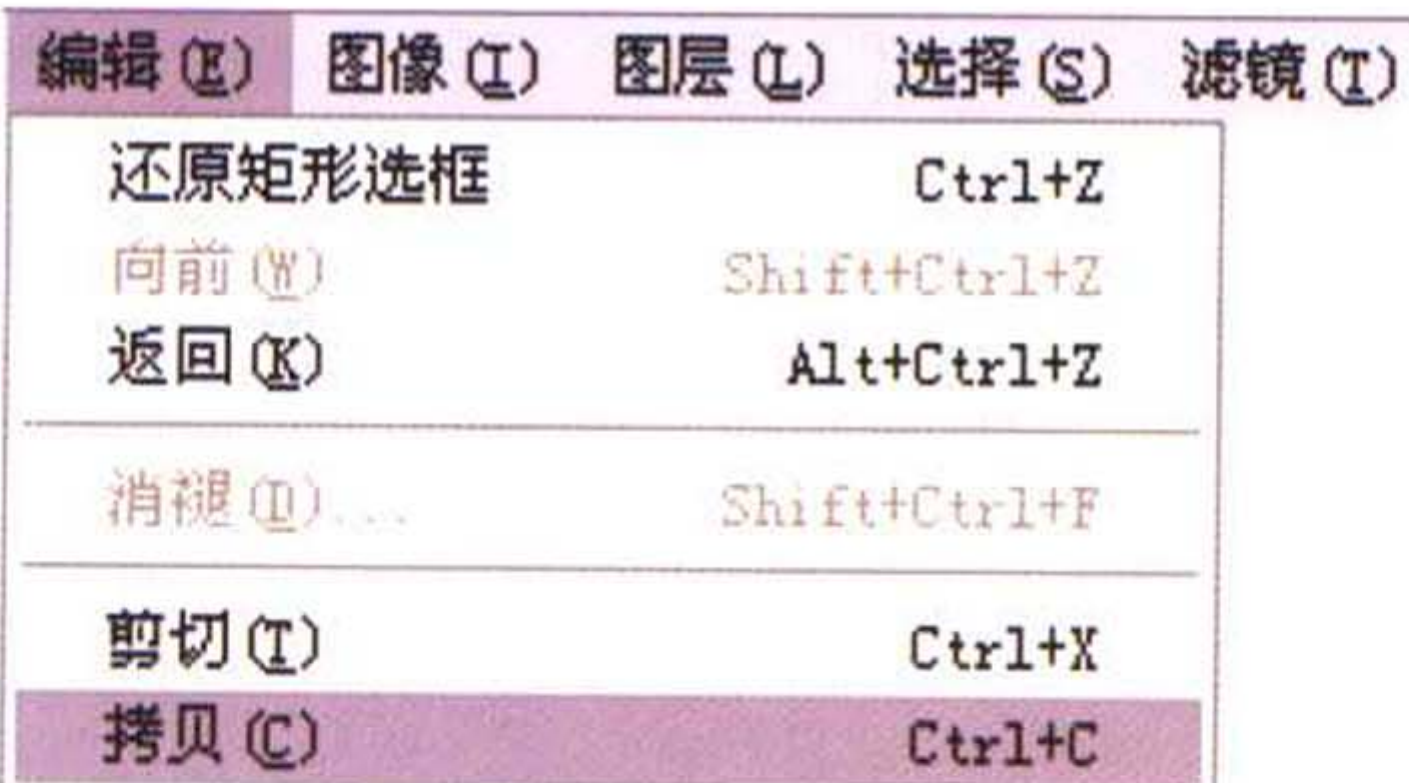 编辑(E) 图像(I) 图层(L) 选择(S) 滤镜(T)
还原矩形选框 Ctrl+Z
向前(W) Shift+Ctrl+Z
返回(K) Alt+Ctrl+Z
消褪(D)... Shift+Ctrl+F
剪切(T) Ctrl+X
拷贝(C) Ctrl+C